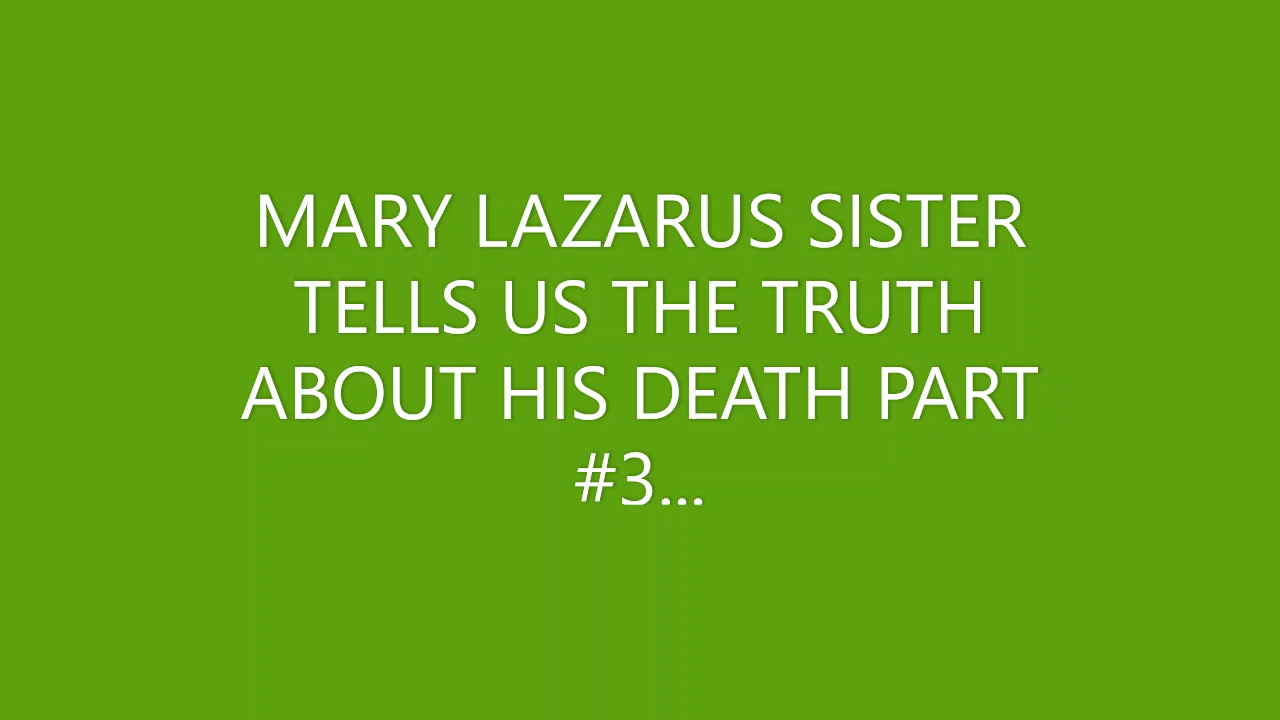 MARY LAZARUS SISTER
TELLS US THE TRUTH
ABOUT HIS DEATH PART
#3...